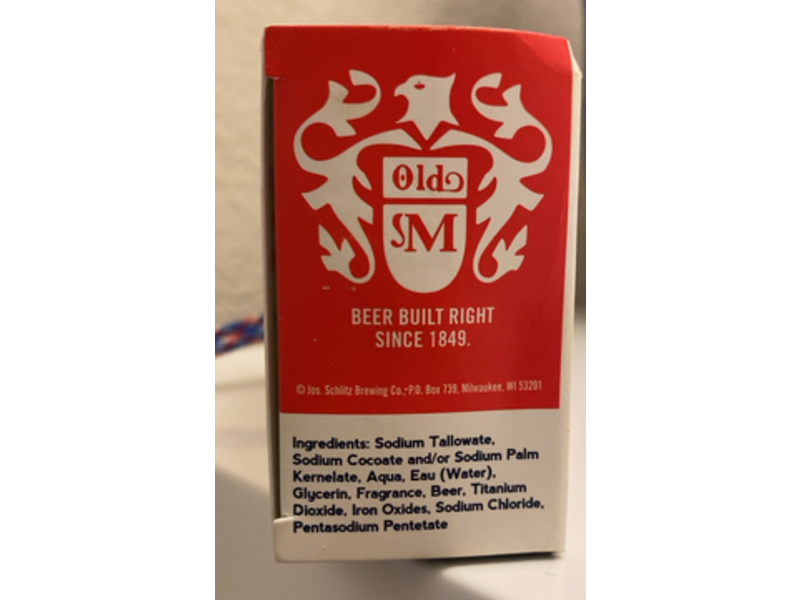 Old
SM
BEER BUILT RIGHT
SINCE 1849.
© Jos. Schlitz Brewing Co., P.O. Box 739, Milwaukee, WI 53201
Ingredients: Sodium Tallowate,
Sodium Cocoate and/or Sodium Palm
Kernelate, Aqua, Eau (Water),
Glycerin, Fragrance, Beer, Titanium
Dioxide, Iron Oxides, Sodium Chloride,
Pentasodium Pentetate